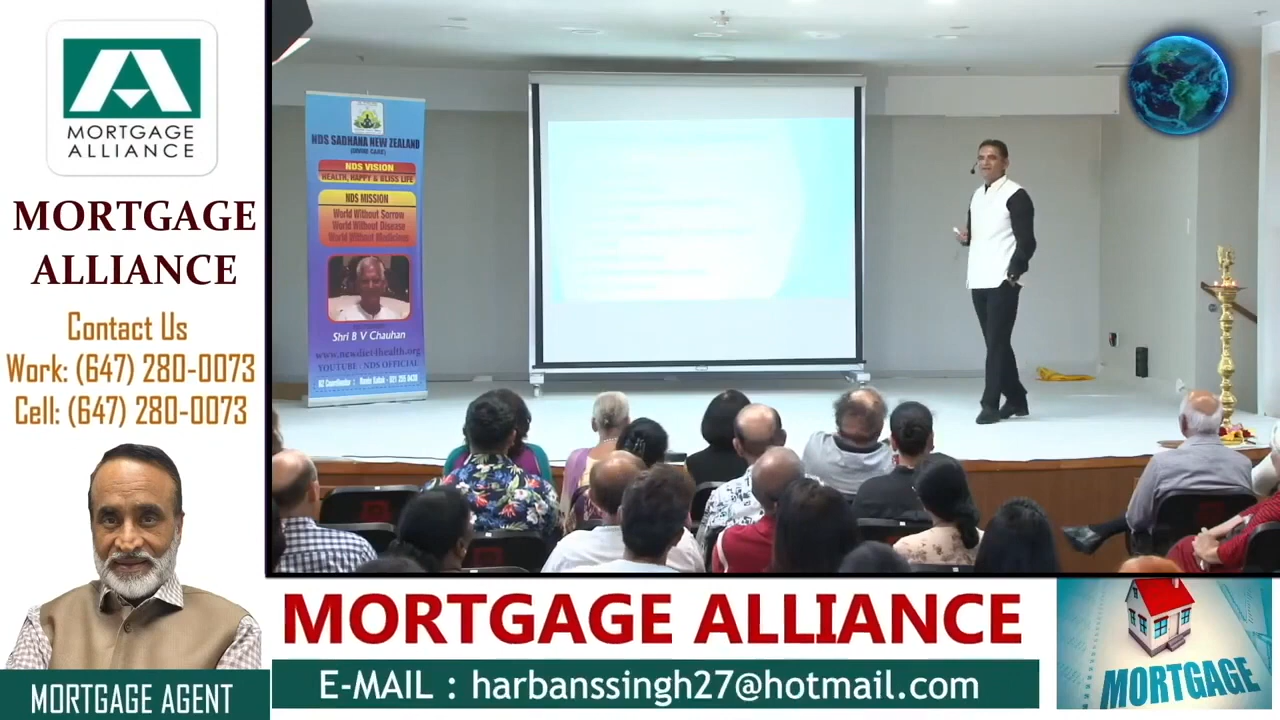 MORTGAGE
ALLIANCE
MORTGAGE
ALLIANCE
Contact Us
Work: (647) 280-0073
Cell: (647) 280-0073
MORTGAGE AGENT
NDS SADHANA NEW ZEALAND
(DIVINE CARE)
NDS VISION
HEALTH, HAPPY & BLISS LIFE
NDS MISSION
World Without Sorrow
World Without Disease
World Without Medicines
Shri B V Chauhan
www.newdiet4health.org
YOUTUBE : NDS OFFICIAL
MORTGAGE ALLIANCE
E-MAIL : harbanssingh27@hotmail.com
MORTGAGE